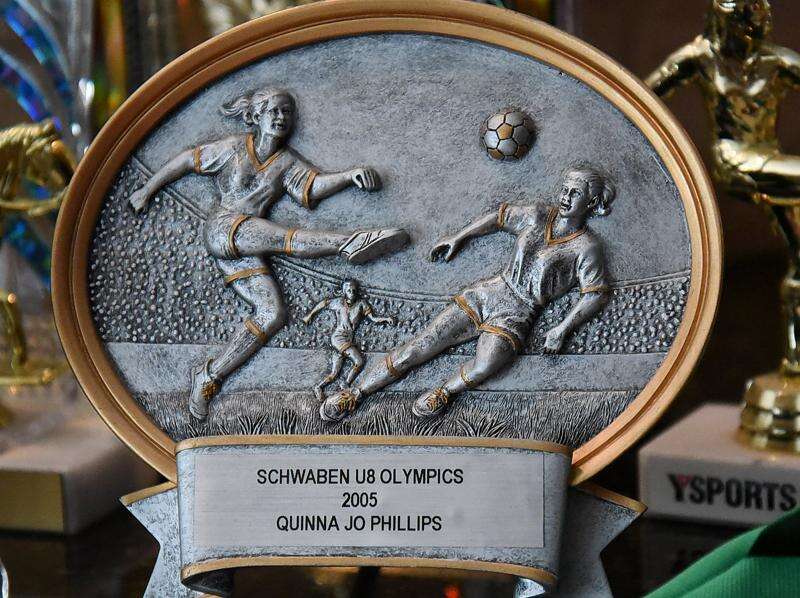 SCHWABEN U8 OLYMPICS
2005
QUINNA JO PHILLIPS
YSPORTS